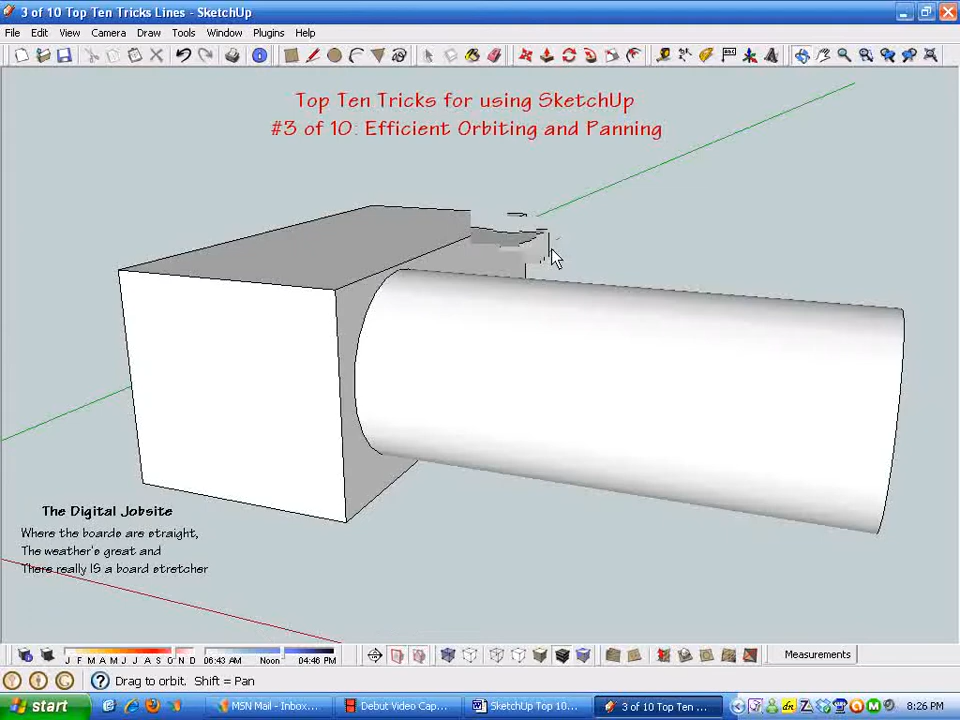 3 of 10 Top Ten Tricks Lines - SketchUp
File Edit View Camera Draw Tools Window Plugins Help
Top Ten Tricks for using SketchUp
#3 of 10: Efficient Orbiting and Panning
The Digital Jobsite
Where the boards are straight,
The weather's great and
There really IS a board stretcher
J F M A M J J A S O N D 06:43 AM Noon 04:46 PM Measurements
Drag to orbit. Shift = Pan
start MSN Mail - Inbox... Debut Video Cap... SketchUp Top 10... 3 of 10 Top Ten ... 8:26 PM